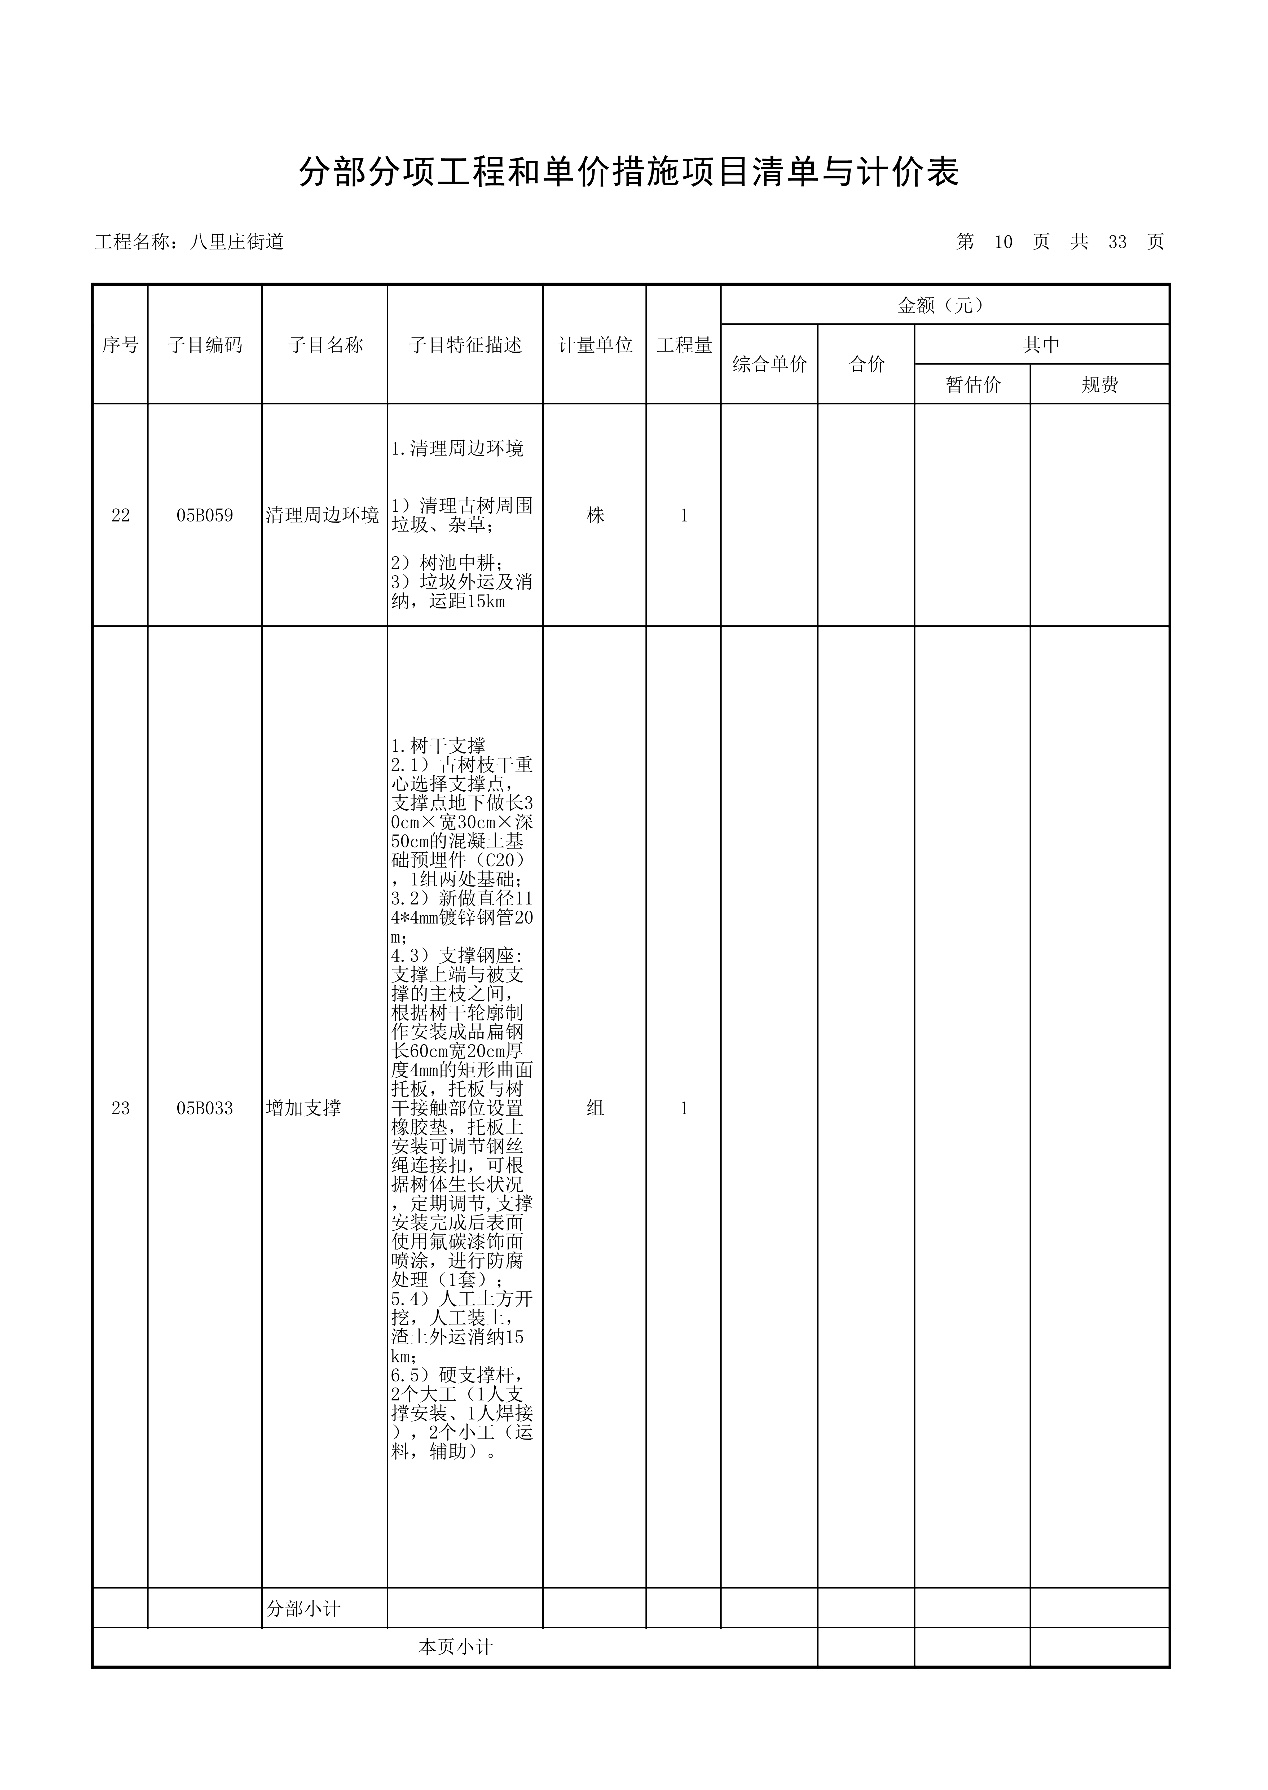 分部分项工程和单价措施项目清单与计价表
工程名称：八里庄街道
第 10 页 共 33 页
序号 子目编码 子目名称 子目特征描述 计量单位 工程量 金额（元）
综合单价 合价 其中
暂估价 规费
22 05B059 清理周边环境 株 1
1.清理周边环境
1）清理古树周围
垃圾、杂草；
2）树池中耕；
3）垃圾外运及消
纳，运距15km
23 05B033 增加支撑 组 1
1.树干支撑
2.1）古树枝干重
心选择支撑点，
支撑点地下做长3
0cm×宽30cm×深
50cm的混凝土基
础预埋件（C20）
，1组两处基础；
3.2）新做直径11
4*4mm镀锌钢管20
m；
4.3）支撑钢座：
支撑上端与被支
撑的主枝之间，
根据树干轮廓制
作安装成品扁钢
长60cm宽20cm厚
度4mm的矩形曲面
托板，托板与树
干接触部位设置
橡胶垫，托板上
安装可调节钢丝
绳连接扣，可根
据树体生长状况
，定期调节,支撑
安装完成后表面
使用氟碳漆饰面
喷涂，进行防腐
处理（1套）；
5.4）人工土方开
挖，人工装土，
渣土外运消纳15
km；
6.5）硬支撑杆，
2个大工（1人支
撑安装、1人焊接
），2个小工（运
料，辅助）。
分部小计
本页小计